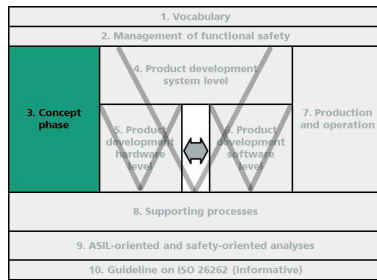 1. Vocabulary
2. Management of functional safety
3. Concept
phase
4. Product development
system level
5. Product
development
hardware
level
6. Product
development
software
level
7. Production
and operation
8. Supporting processes
9. ASIL-oriented and safety-oriented analyses
10. Guideline on ISO 26262 (informative)